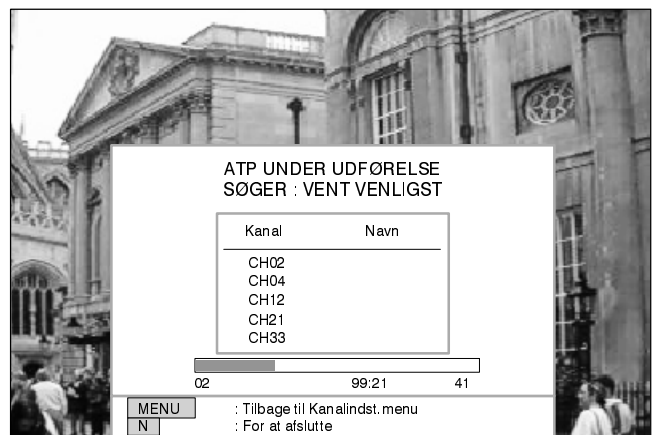 ATP UNDER UDFØRELSE
SØGER : VENT VENLIGST
Kanal Navn
CH02
CH04
CH12
CH21
CH33
02 99:21 41
MENU : Tilbage til Kanalindst. menu
N : For at afslutte